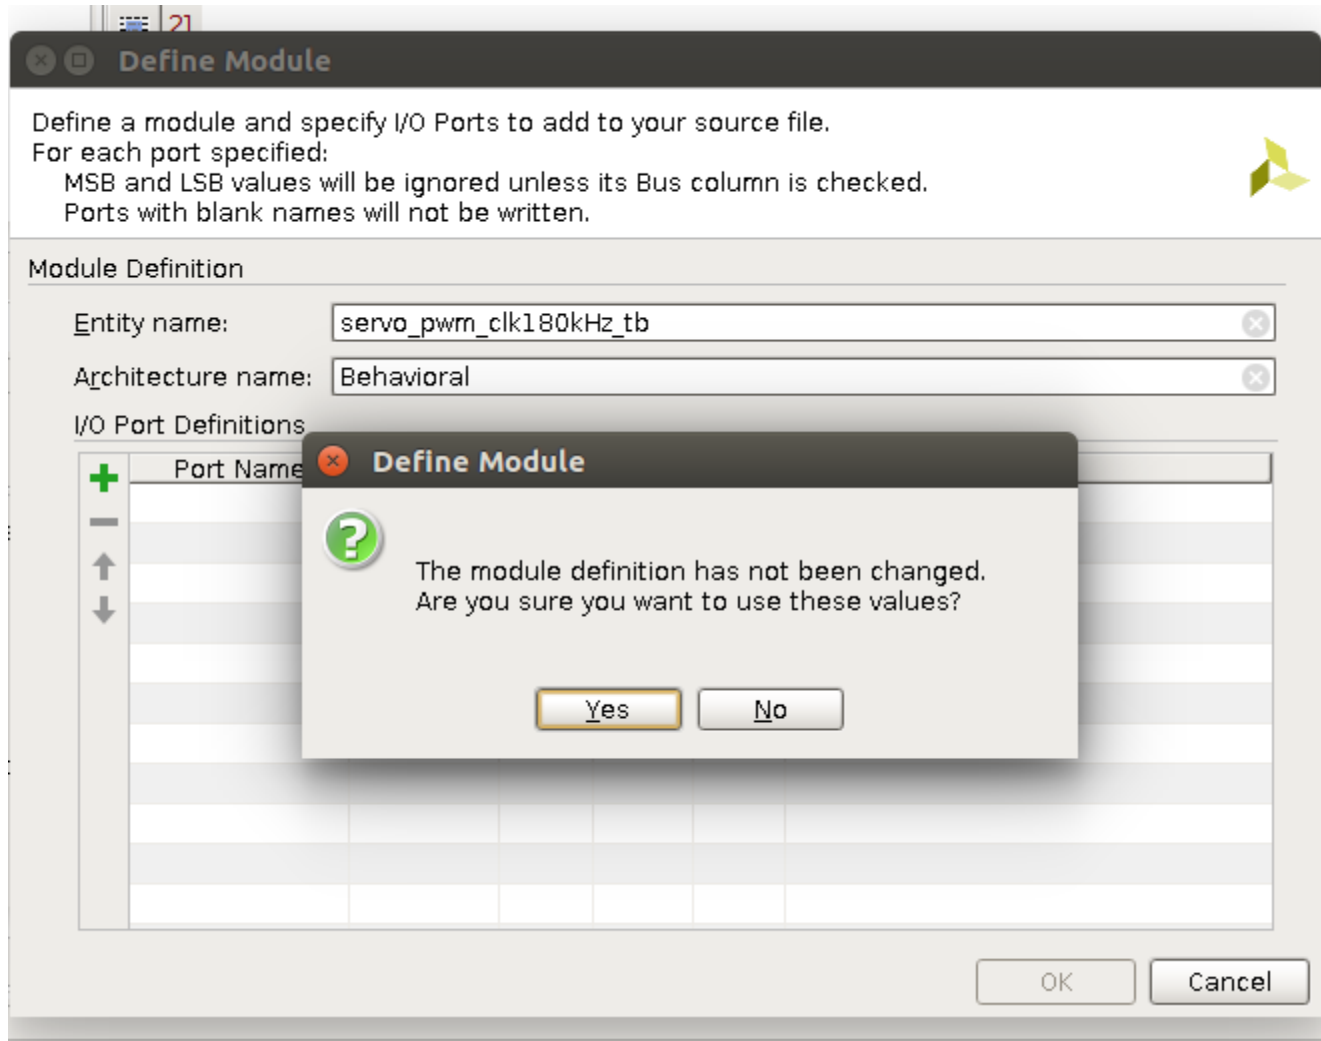 21
Define Module
Define a module and specify I/O Ports to add to your source file.
For each port specified:
MSB and LSB values will be ignored unless its Bus column is checked.
Ports with blank names will not be written.
Module Definition
Entity name: servo_pwm_clk180kHz_tb
Architecture name: Behavioral
I/O Port Definitions
Port Name
Define Module
The module definition has not been changed.
Are you sure you want to use these values?
Yes No
OK Cancel